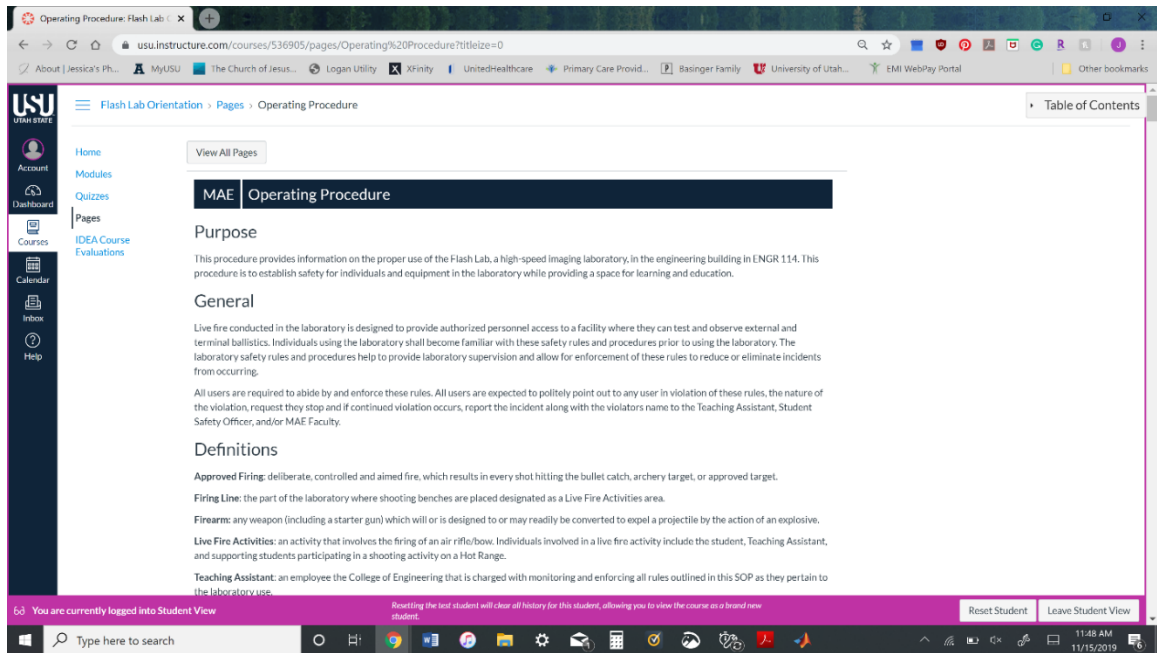 Operating Procedure: Flash Lab
usu.instructure.com/courses/536905/pages/Operating%20Procedure?titleize=0
About | Jessica's Ph...
MyUSU
The Church of Jesus...
Logan Utility
XFinity
UnitedHealthcare
Primary Care Provid...
Basinger Family
University of Utah...
EMI WebPay Portal
Other bookmarks
USU
UTAH STATE
Flash Lab Orientation › Pages › Operating Procedure
Table of Contents
Account
Dashboard
Courses
Calendar
Inbox
Help
Home
Modules
Quizzes
Pages
IDEA Course
Evaluations
View All Pages
MAE Operating Procedure
Purpose
This procedure provides information on the proper use of the Flash Lab, a high-speed imaging laboratory, in the engineering building in ENGR 114. This
procedure is to establish safety for individuals and equipment in the laboratory while providing a space for learning and education.
General
Live fire conducted in the laboratory is designed to provide authorized personnel access to a facility where they can test and observe external and
terminal ballistics. Individuals using the laboratory shall become familiar with these safety rules and procedures prior to using the laboratory. The
laboratory safety rules and procedures help to provide laboratory supervision and allow for enforcement of these rules to reduce or eliminate incidents
from occurring.
All users are required to abide by and enforce these rules. All users are expected to politely point out to any user in violation of these rules, the nature of
the violation, request they stop and if continued violation occurs, report the incident along with the violators name to the Teaching Assistant, Student
Safety Officer, and/or MAE Faculty.
Definitions
Approved Firing: deliberate, controlled and aimed fire, which results in every shot hitting the bullet catch, archery target, or approved target.
Firing Line: the part of the laboratory where shooting benches are placed designated as a Live Fire Activities area.
Firearm: any weapon (including a starter gun) which will or is designed to or may readily be converted to expel a projectile by the action of an explosive.
Live Fire Activities: an activity that involves the firing of an air rifle/bow. Individuals involved in a live fire activity include the student, Teaching Assistant,
and supporting students participating in a shooting activity on a Hot Range.
Teaching Assistant: an employee the College of Engineering that is charged with monitoring and enforcing all rules outlined in this SOP as they pertain to
the laboratory use.
You are currently logged into Student View
Resetting the test student will clear all history for this student, allowing you to view the course as a brand new
student.
Reset Student
Leave Student View
Type here to search
11:48 AM
11/15/2019